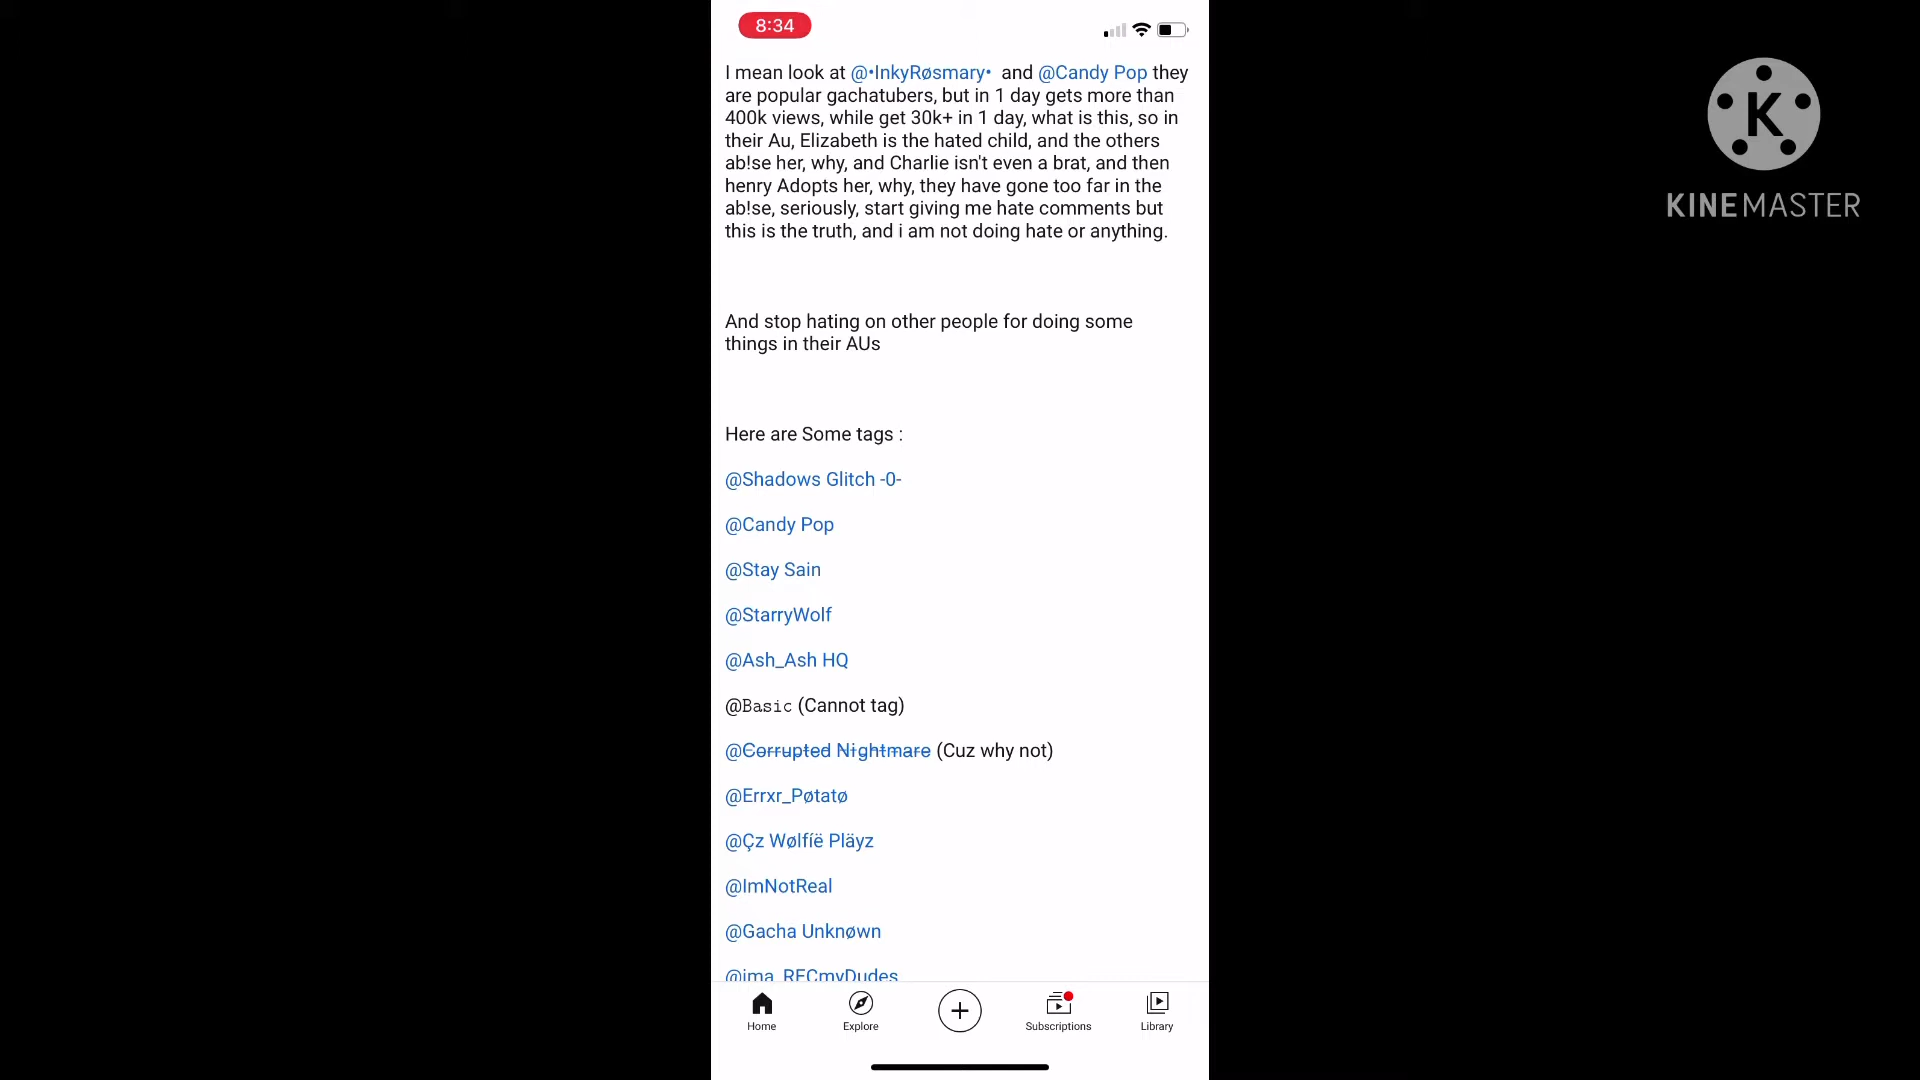 8:34
I mean look at @•InkyRøsmary• and @Candy Pop they
are popular gachatubers, but in 1 day gets more than
400k views, while get 30k+ in 1 day, what is this, so in
their Au, Elizabeth is the hated child, and the others
ab!se her, why, and Charlie isn't even a brat, and then
henry Adopts her, why, they have gone too far in the
ab!se, seriously, start giving me hate comments but
this is the truth, and i am not doing hate or anything.
And stop hating on other people for doing some
things in their AUs
Here are Some tags :
@Shadows Glitch -0-
@Candy Pop
@Stay Sain
@StarryWolf
@Ash_Ash HQ
@𝙱𝚊𝚜𝚒𝚌 (Cannot tag)
@C̶o̶r̶r̶u̶p̶t̶e̶d̶ N̶i̶g̶h̶t̶m̶a̶r̶e̶ (Cuz why not)
@Errxr_Pøtatø
@Çz Wølfíë Pläyz
@ImNotReal
@Gacha Unknøwn
@ima_RECmyDudes
Home
Explore
Subscriptions
Library
K
KINEMASTER